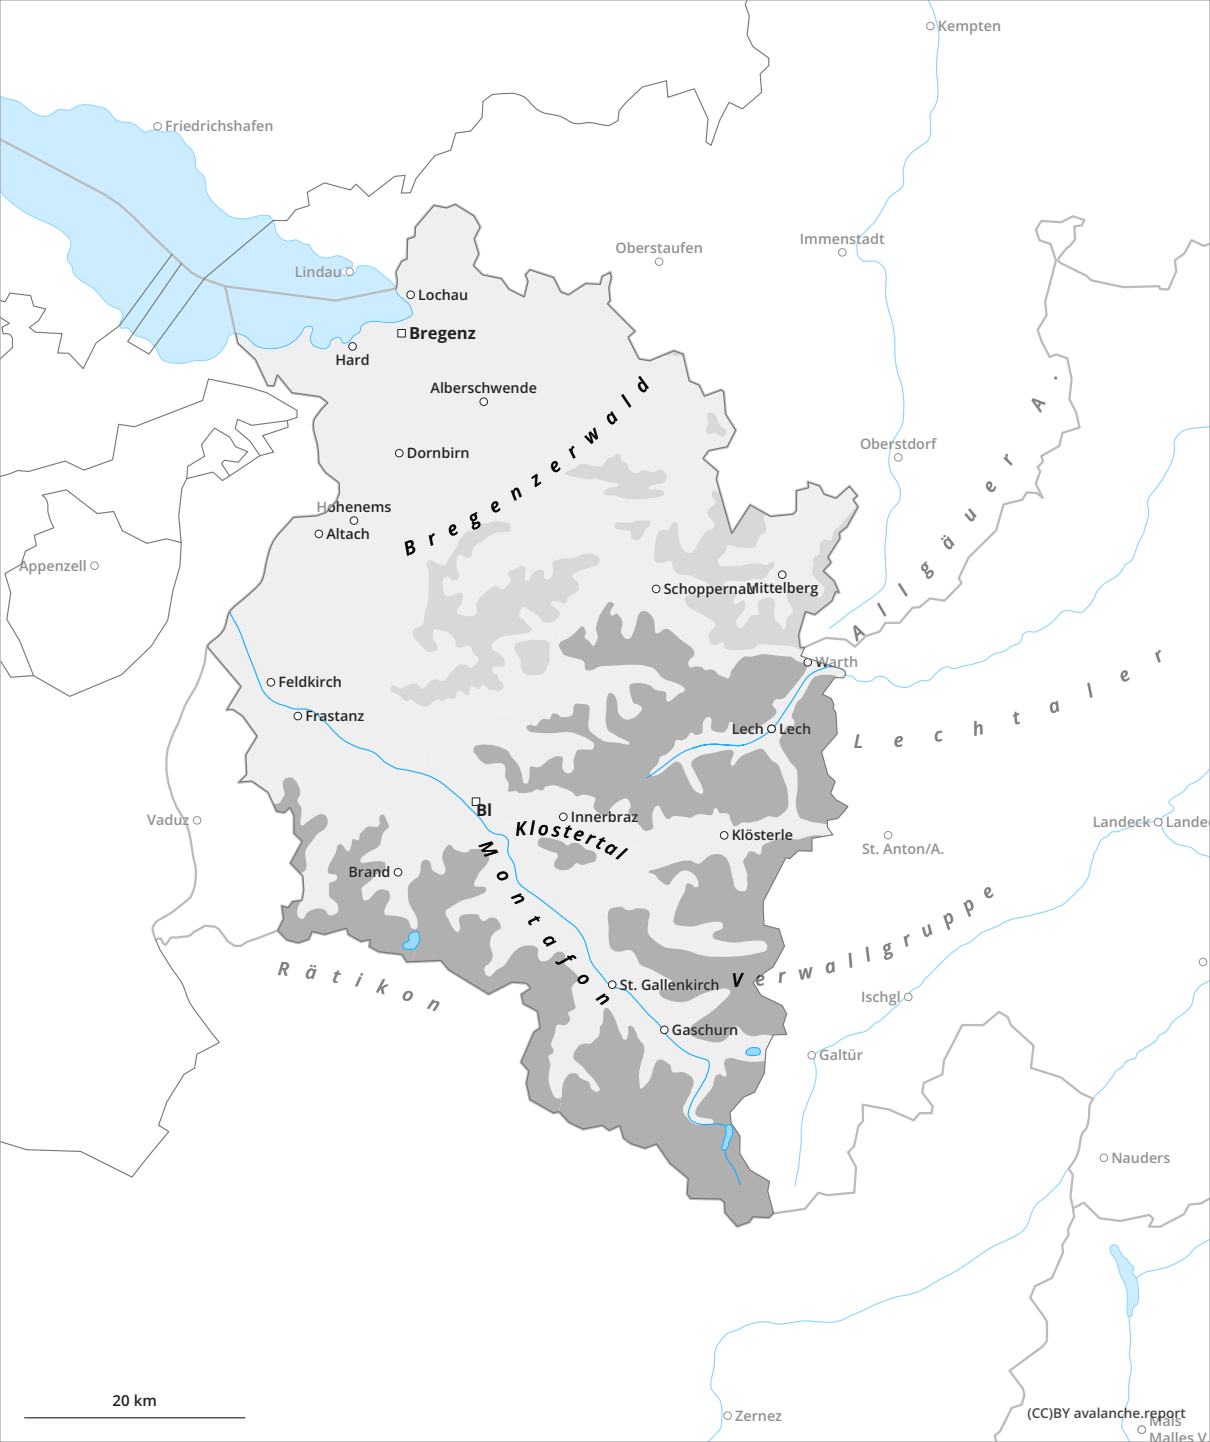 Kempten
Friedrichshafen
Immenstadt
Oberstaufen
Lindau
Lochau
Bregenz
Hard
Alberschwende
Bregenzerwald
Allgäuer A.
Oberstdorf
Dornbirn
Hohenems
Altach
Appenzell
Schoppernau
Mittelberg
Warth
Lechtaler
Feldkirch
Frastanz
Lech
Lech
Vaduz
Bl
Innerbraz
Klostertal
Klösterle
Landeck
Landec
St. Anton/A.
Montafon
Brand
Verwallgruppe
Rätikon
St. Gallenkirch
Ischgl
Gaschurn
Galtür
Nauders
20 km
(CC)BY avalanche.report
Zernez
Mals
Malles V.